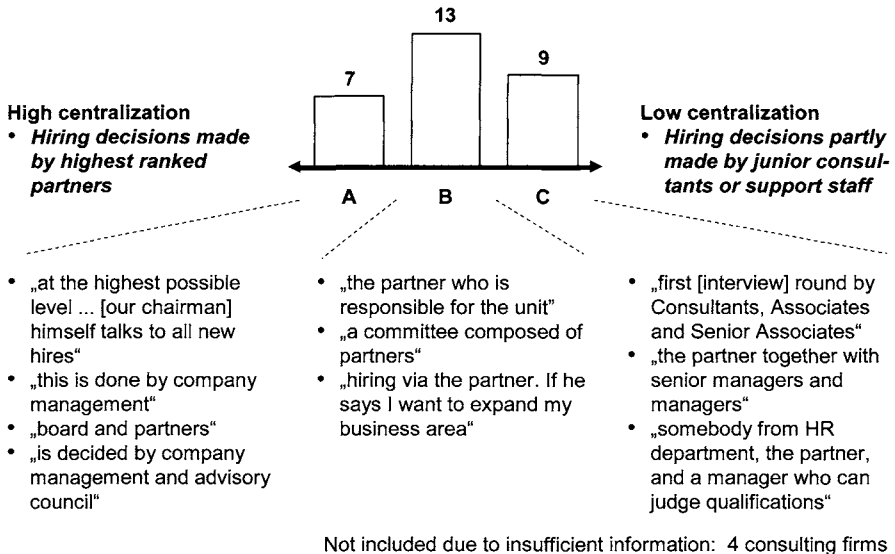 13
7
9
High centralization
• Hiring decisions made
by highest ranked
partners
Low centralization
• Hiring decisions partly
made by junior consul-
tants or support staff
A
B
C
• „at the highest possible
level ... [our chairman]
himself talks to all new
hires“
• „this is done by company
management“
• „board and partners“
• „is decided by company
management and advisory
council“
• „the partner who is
responsible for the unit”
• „a committee composed of
partners“
• „hiring via the partner. If he
says I want to expand my
business area“
• „first [interview] round by
Consultants, Associates
and Senior Associates“
• „the partner together with
senior managers and
managers“
• „somebody from HR
department, the partner,
and a manager who can
judge qualifications“
Not included due to insufficient information: 4 consulting firms